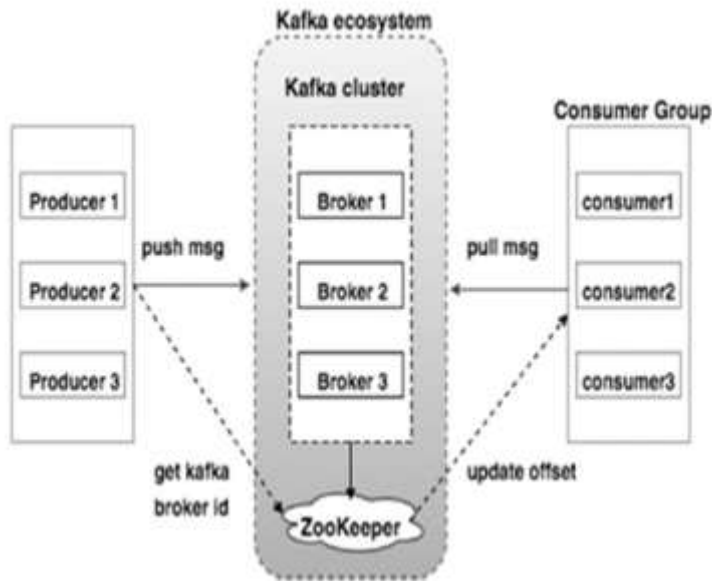 Kafka ecosystem
Kafka cluster
Consumer Group
Producer 1
Broker 1
consumer1
push msg
pull msg
Producer 2
Broker 2
consumer2
Producer 3
Broker 3
consumer3
get kafka
broker id
update offset
ZooKeeper